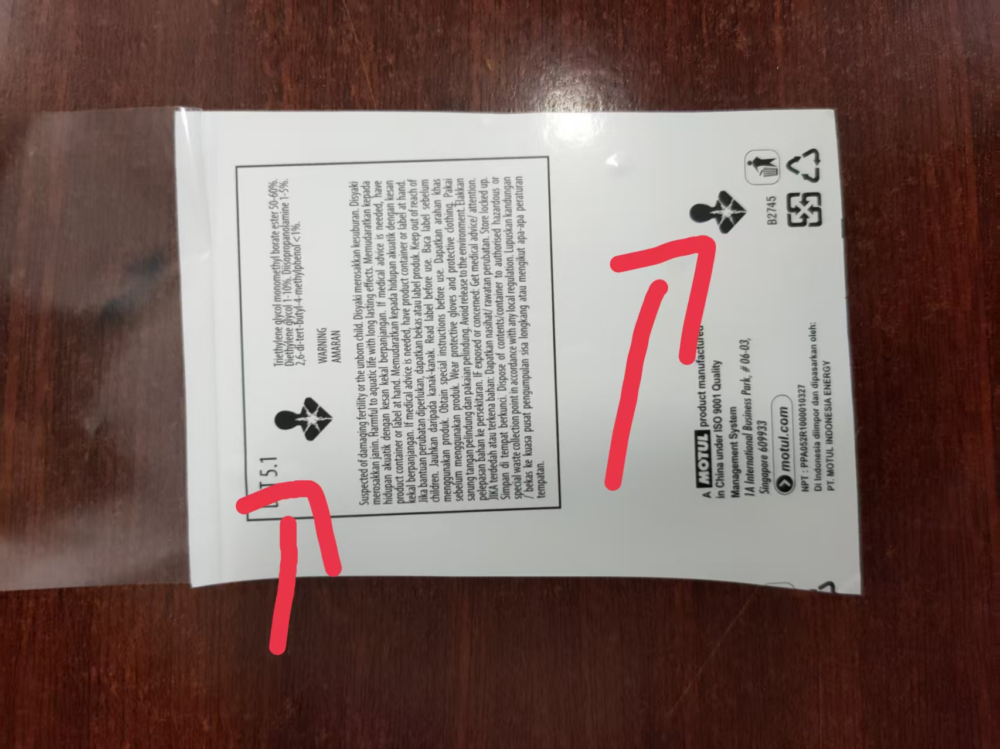 T 5.1
Triethylene glycol monomethyl borate ester 50-60%.
Diethylene glycol 1-10%. Diisopropanolamine 1-5%.
2,6-di-tert-butyl-4-methylphenol <1%.
WARNING
AMARAN
Suspected of damaging fertility or the unborn child. Disyaki merosakkan kesuburan. Disyaki
merosakkan janin. Harmful to aquatic life with long lasting effects. Memudaratkan kepada
hidupan akuatik dengan kesan kekal berpanjangan. If medical advice is needed, have
product container or label at hand. Memudaratkan kepada hidupan akuatik dengan kesan
kekal berpanjangan. If medical advice is needed, have product container or label at hand.
Jika bantuan perubatan diperlukan, dapatkan bekas atau label produk. Keep out of reach of
children. Jauhkan daripada kanak-kanak. Read label before use. Baca label sebelum
menggunakan produk. Obtain special instructions before use. Dapatkan arahan khas
sebelum menggunakan produk. Wear protective gloves and protective clothing. Pakai
sarung tangan pelindung dan pakaian pelindung. Avoid release to the environment. Elakkan
pelepasan bahan ke persekitaran. IF exposed or concerned: Get medical advice/ attention.
JIKA terdedah atau terkena bahan: Dapatkan nasihat/ rawatan perubatan. Store locked up.
Simpan di tempat berkunci. Dispose of contents/container to authorised hazardous or
special waste collection point in accordance with any local regulation. Lupuskan kandungan
/ bekas ke kuasa pusat pengumpulan sisa longkang atau mengikut apa-apa peraturan
tempatan.
A MOTUL product manufactured
in China under ISO 9001 Quality
Management System
1A International Business Park, # 06-03,
Singapore 609933
motul.com
NPT : PPA052R1000010327
Di Indonesia diimpor dan dipasarkan oleh:
PT. MOTUL INDONESIA ENERGY
B2745